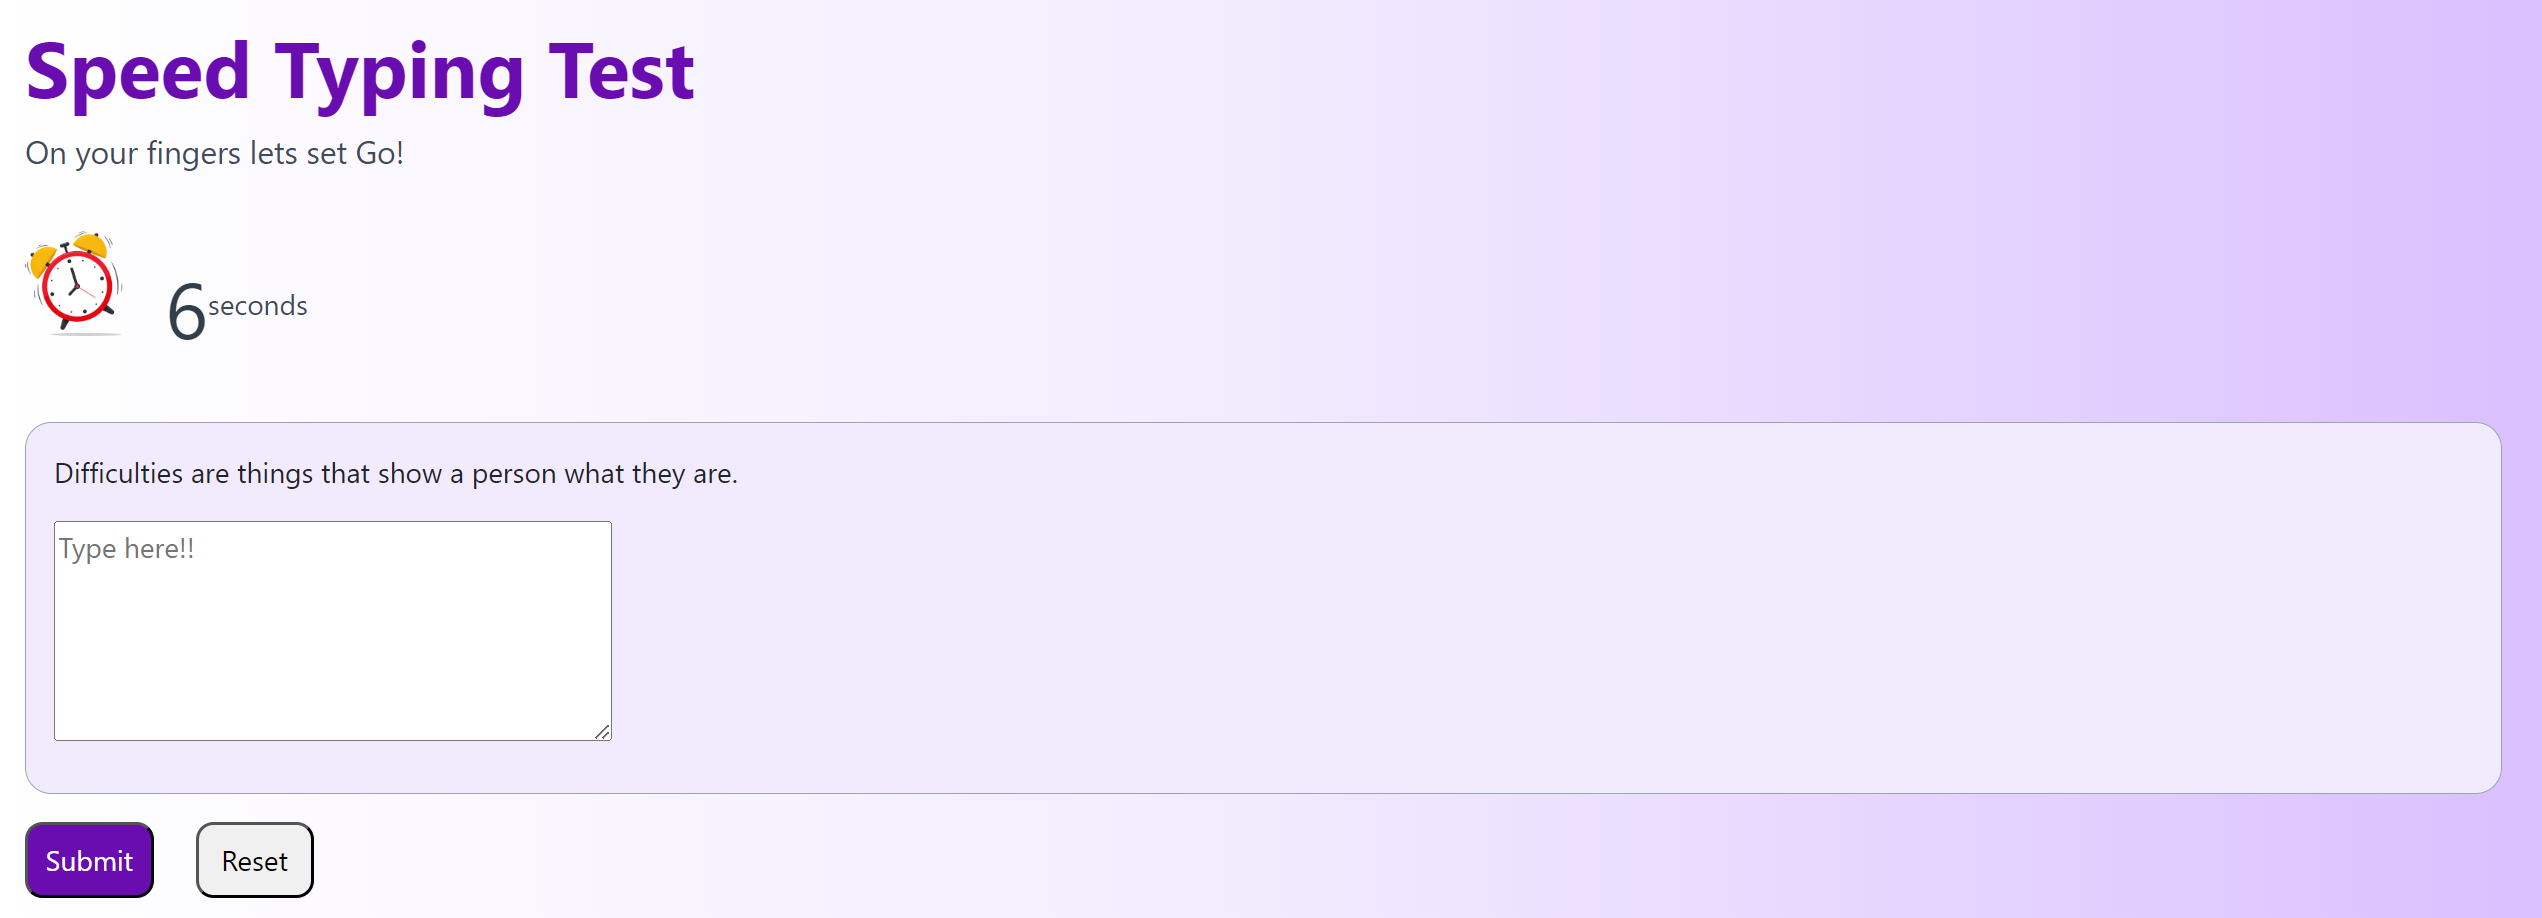 Speed Typing Test
On your fingers lets set Go!
6 seconds
Difficulties are things that show a person what they are.
Type here!!
Submit
Reset